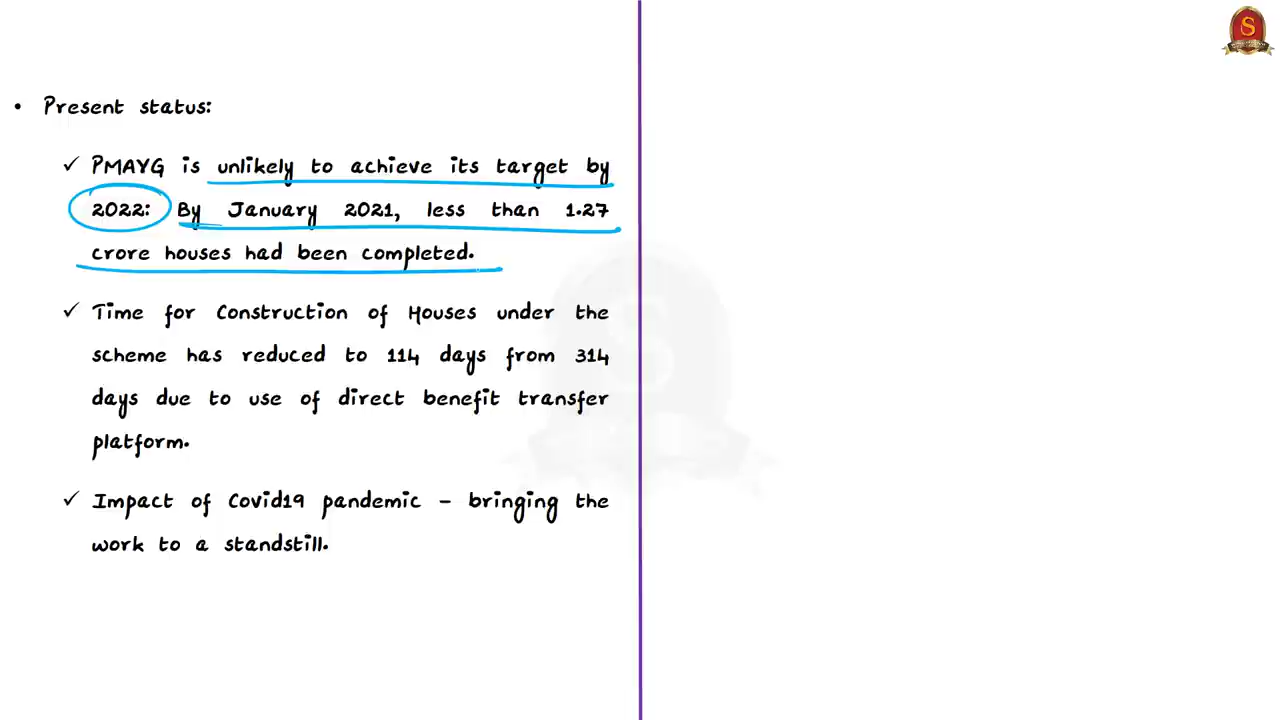 • Present status:
✓ PMAYG is unlikely to achieve its target by
2022: By January 2021, less than 1.27
crore houses had been completed.
✓ Time for Construction of Houses under the
scheme has reduced to 114 days from 314
days due to use of direct benefit transfer
platform.
✓ Impact of Covid19 pandemic – bringing the
work to a standstill.
S
S